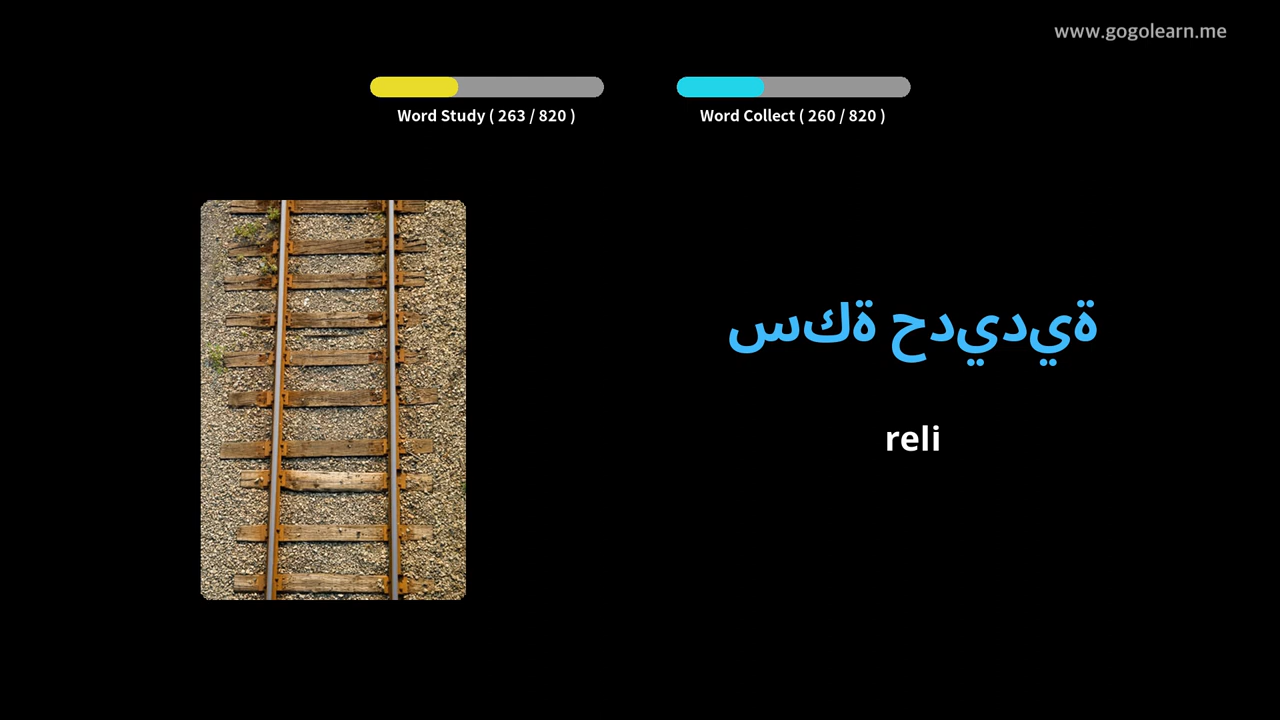 www.gogolearn.me
Word Study ( 263 / 820 )
Word Collect ( 260 / 820 )
سكة حديدية
reli